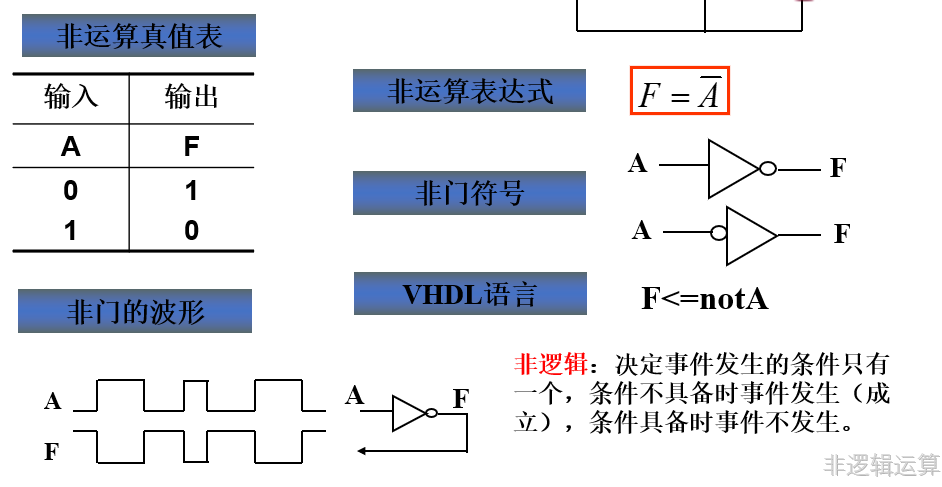 非运算真值表
输入 输出
A F
0 1
1 0
非运算表达式
F = A̅
非门符号
A F
A F
VHDL语言
F<=notA
非门的波形
A
F
A F
非逻辑：决定事件发生的条件只有
一个，条件不具备时事件发生（成
立），条件具备时事件不发生。
非逻辑运算